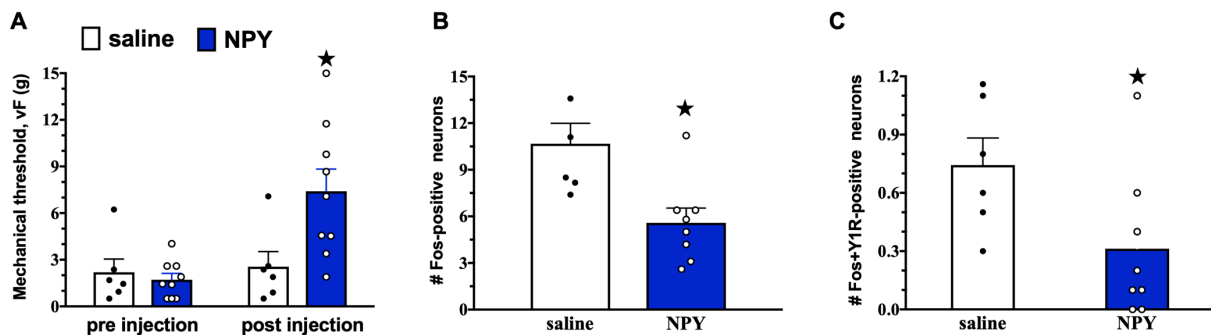 A
saline NPY
Mechanical threshold, vF (g)
15
12
9
6
3
0
pre injection post injection
B
# Fos-positive neurons
15
12
9
6
3
0
saline NPY
C
# Fos+Y1R-positive neurons
1.2
0.9
0.6
0.3
0.0
saline NPY